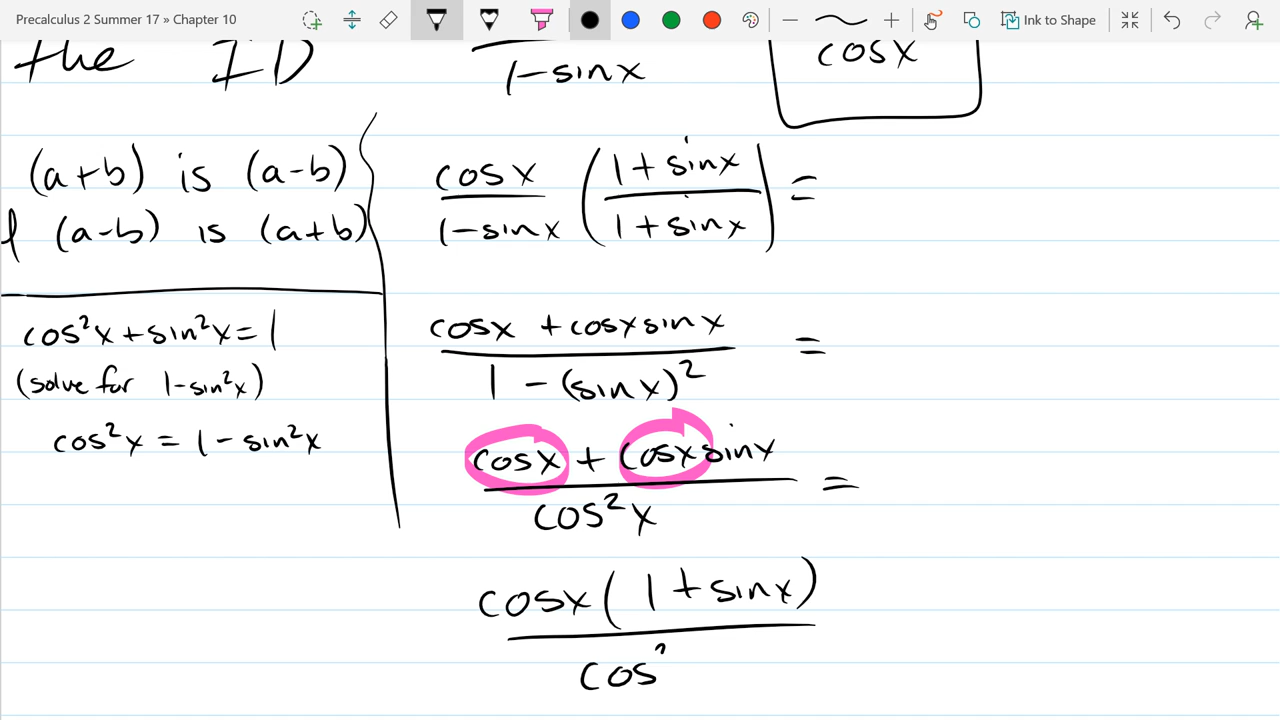 Precalculus 2 Summer 17 » Chapter 10
Ink to Shape
the ID
1-sinx
cosx
(a+b) is (a-b)
(a-b) is (a+b)
cos²x+sin²x=1
(solve for 1-sin²x)
cos²x = 1-sin²x
cosx/(1-sinx) ((1+sinx)/(1+sinx)) =
(cosx + cosxsinx)/(1-(sinx)²) =
(cosx + cosxsinx)/(cos²x) =
cosx(1+sinx)
cos